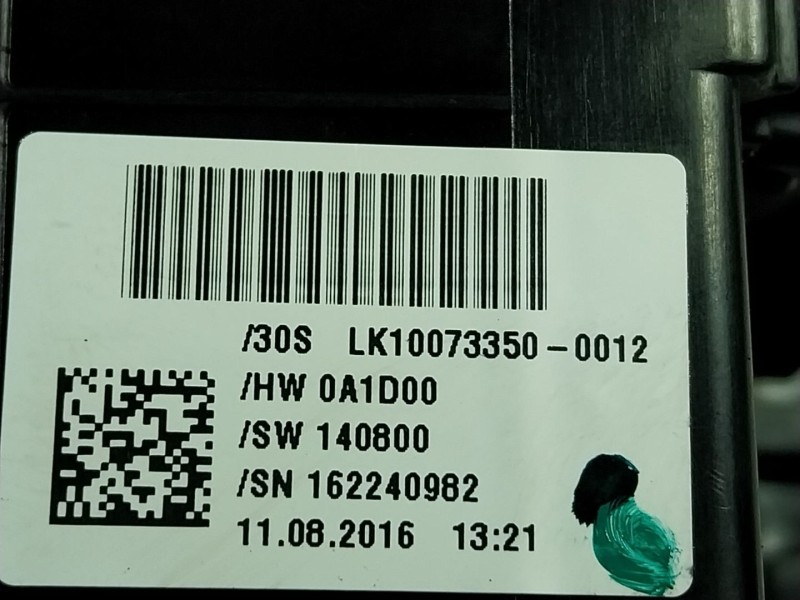 /30S LK10073350-0012
/HW 0A1D00
/SW 140800
/SN 162240982
11.08.2016 13:21